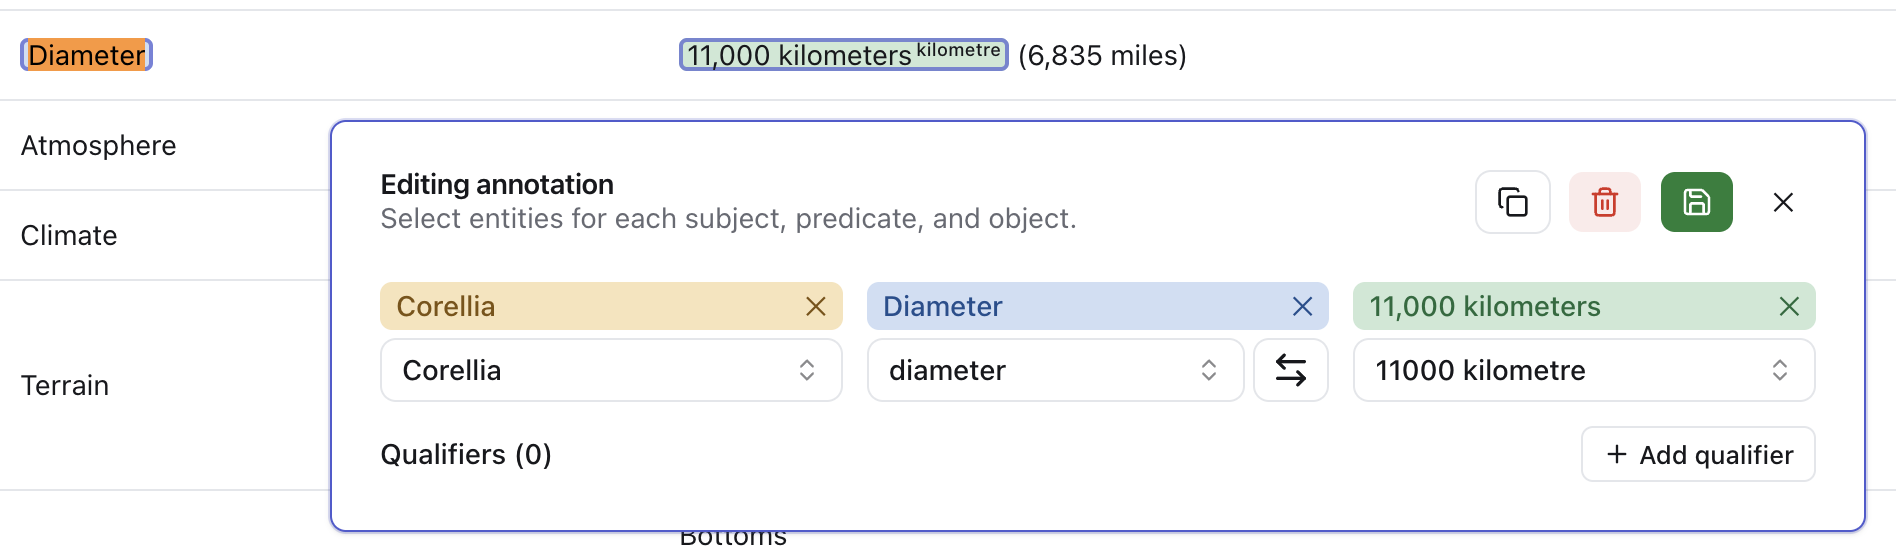 Diameter 11,000 kilometers kilometre (6,835 miles)
Atmosphere
Editing annotation
Select entities for each subject, predicate, and object.
Climate
Corellia Diameter 11,000 kilometers
Corellia diameter 11000 kilometre
Terrain
Qualifiers (0) + Add qualifier
Bottoms